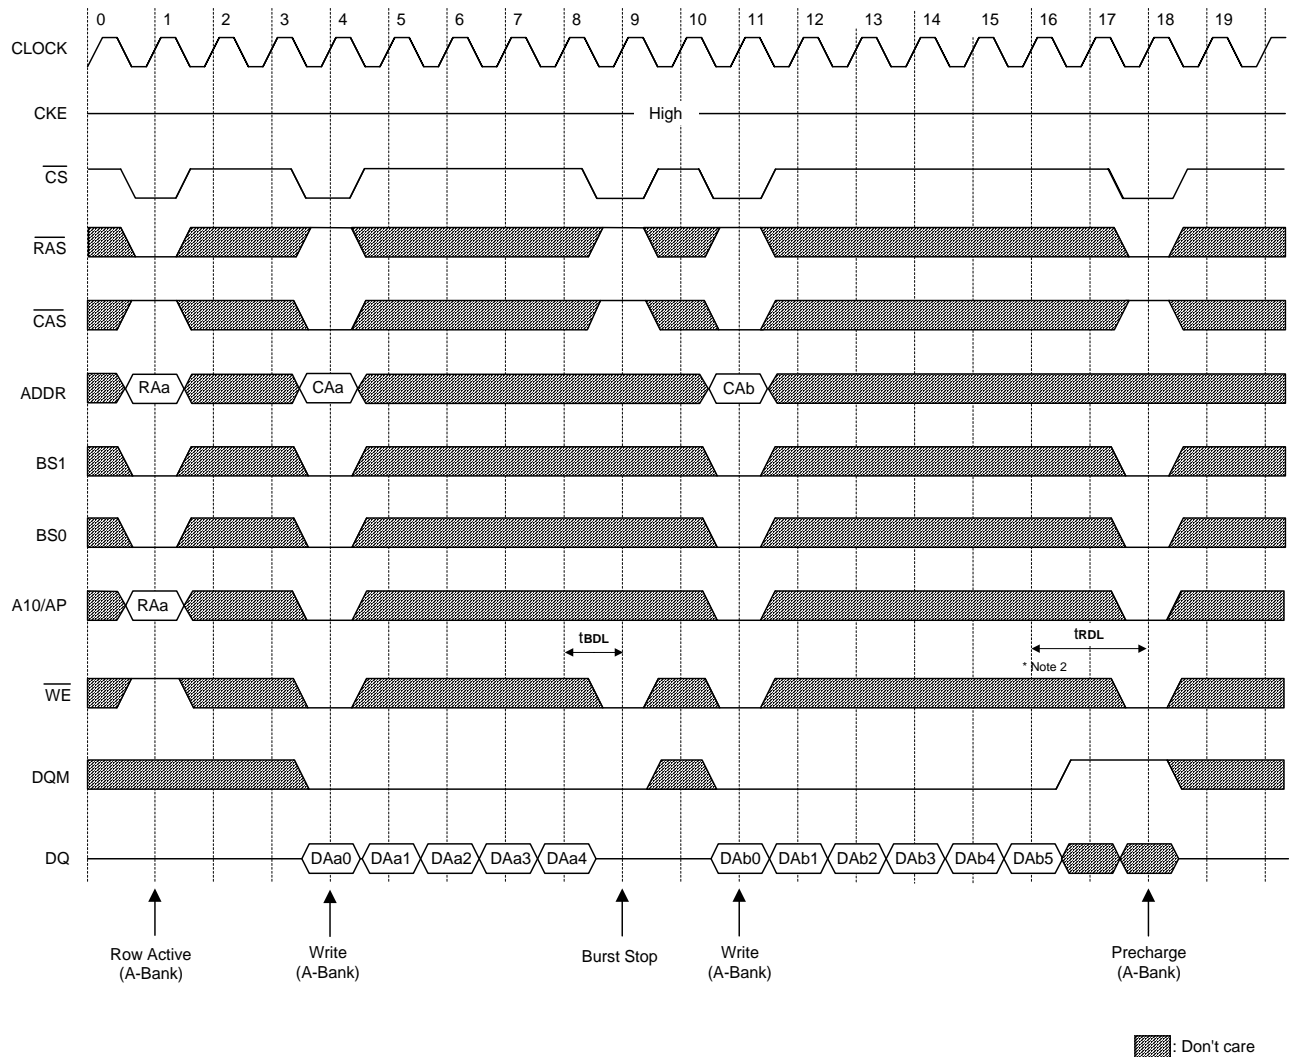 0 1 2 3 4 5 6 7 8 9 10 11 12 13 14 15 16 17 18 19
CLOCK
CKE High
CS
RAS
CAS
ADDR RAa CAa CAb
BS1
BS0
A10/AP RAa
tBDL tRDL
* Note 2
WE
DQM
DQ DAa0 DAa1 DAa2 DAa3 DAa4 DAb0 DAb1 DAb2 DAb3 DAb4 DAb5
Row Active Write Burst Stop Write Precharge
(A-Bank) (A-Bank) (A-Bank) (A-Bank)
: Don't care